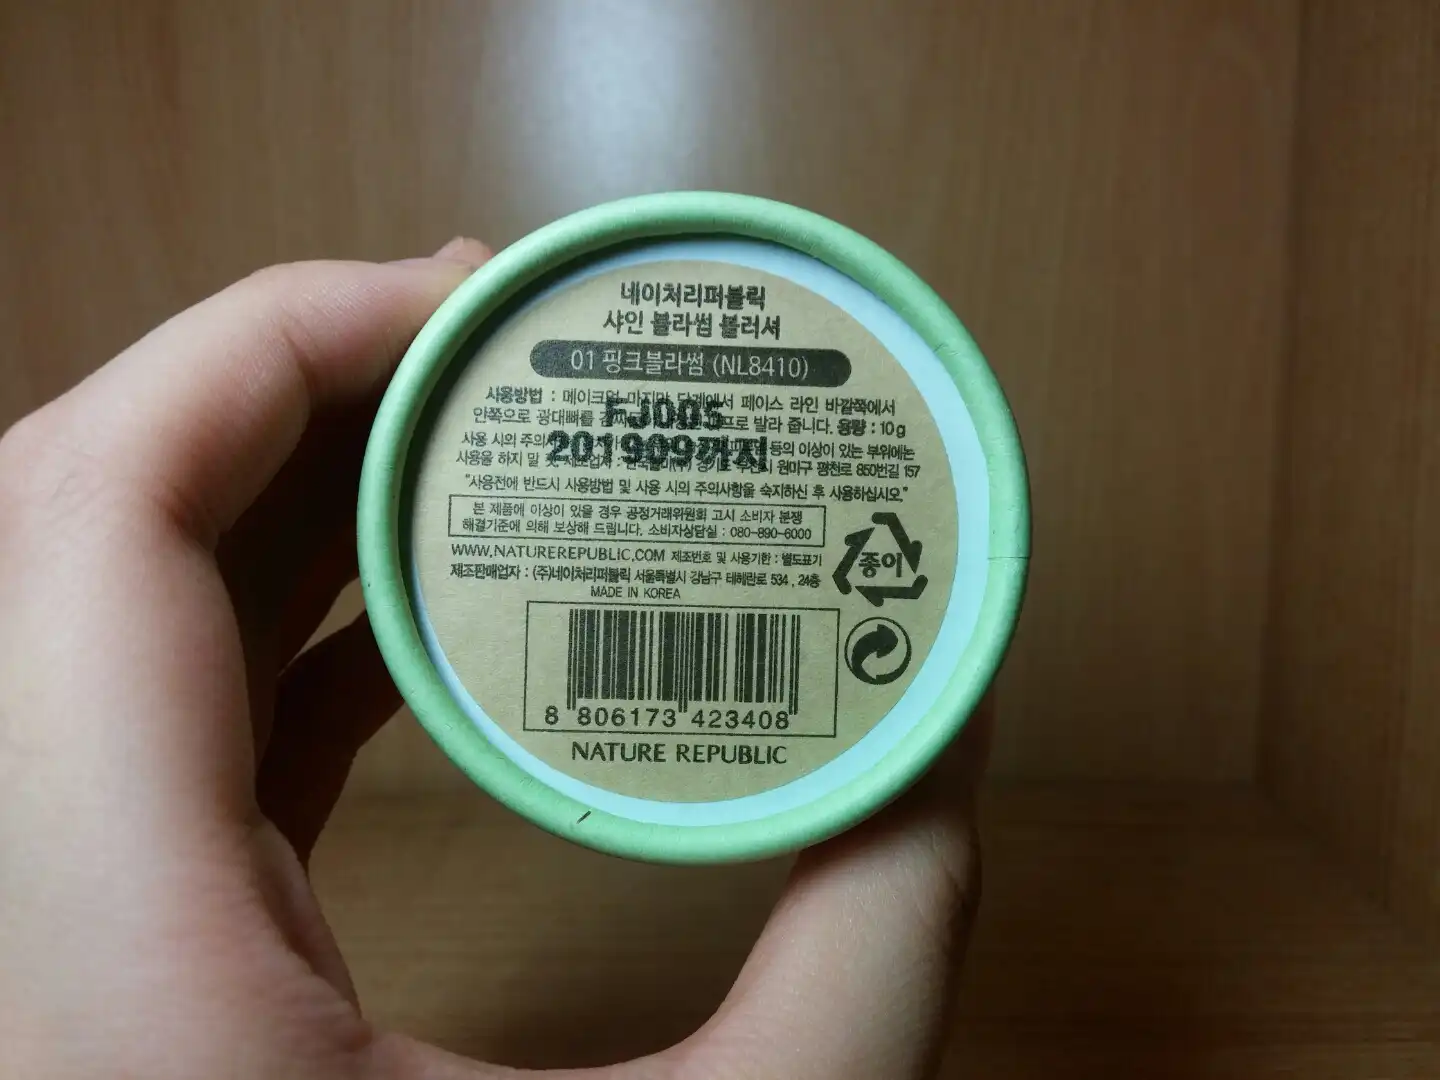 네이처리퍼블릭
샤인 블라썸 블러셔
01 핑크블라썸 (NL8410)
사용방법 : 메이크업 마지막 단계에서 페이스 라인 바깥쪽에서
안쪽으로 광대뼈를 발라 줍니다. 용량 : 10g
FJ005
사용 시의 주의 등의 이상이 있는 부위에는
201909까지
사용을 하지 말 것 원미구 평천로 850번길 157
"사용전에 반드시 사용방법 및 사용 시의 주의사항을 숙지하신 후 사용하십시오."
본 제품에 이상이 있을 경우 공정거래위원회 고시 소비자 분쟁
해결기준에 의해 보상해 드립니다. 소비자상담실 : 080-890-6000
WWW.NATUREREPUBLIC.COM 제조번호 및 사용기한 : 별도표기
제조판매업자 : (주)네이처리퍼블릭 서울특별시 강남구 테헤란로 534 , 24층
MADE IN KOREA
종이
8 806173 423408
NATURE REPUBLIC